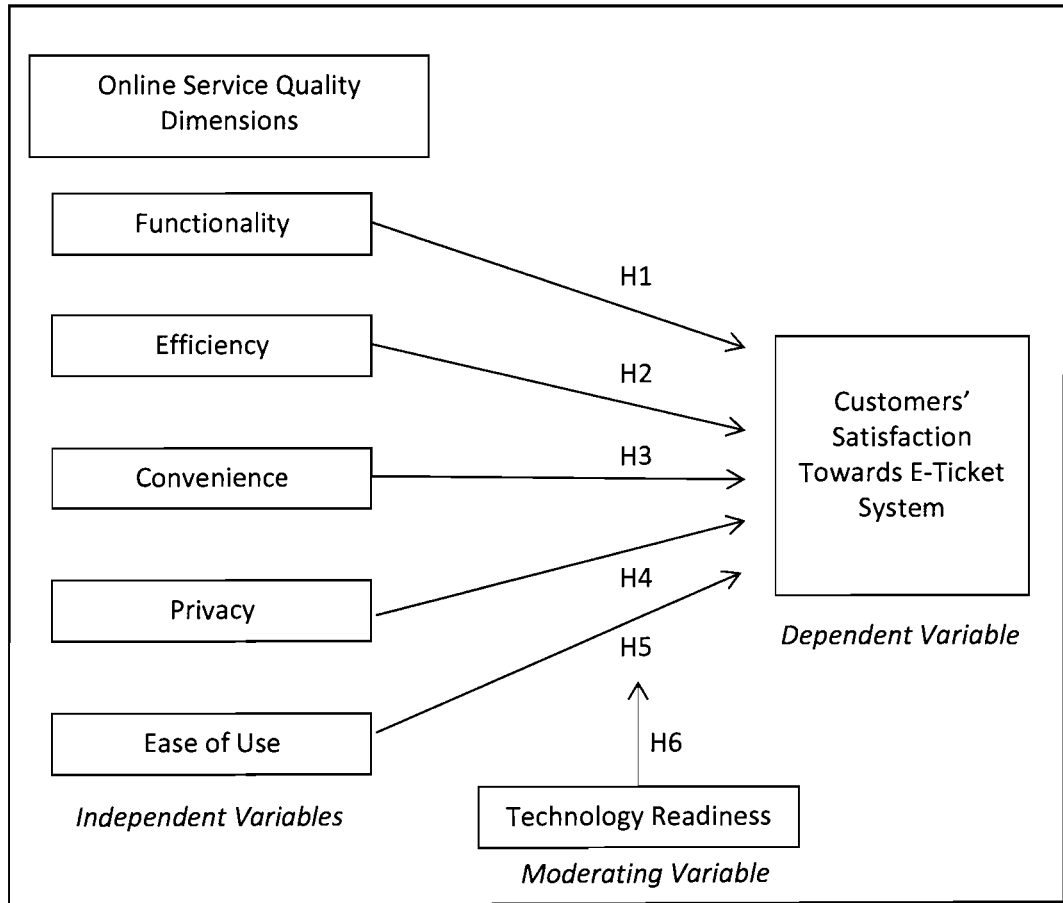 Online Service Quality
Dimensions
Functionality
H1
Efficiency
H2
Customers’
Satisfaction
Towards E-Ticket
System
Convenience
H3
Privacy
H4
Dependent Variable
H5
Ease of Use
H6
Independent Variables
Technology Readiness
Moderating Variable